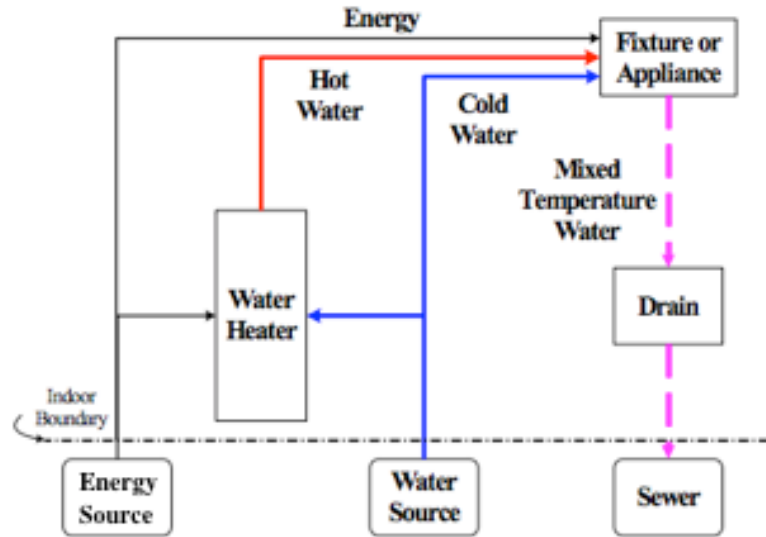 Energy
Fixture or
Appliance
Hot
Water
Cold
Water
Mixed
Temperature
Water
Water
Heater
Drain
Indoor
Boundary
Energy
Source
Water
Source
Sewer